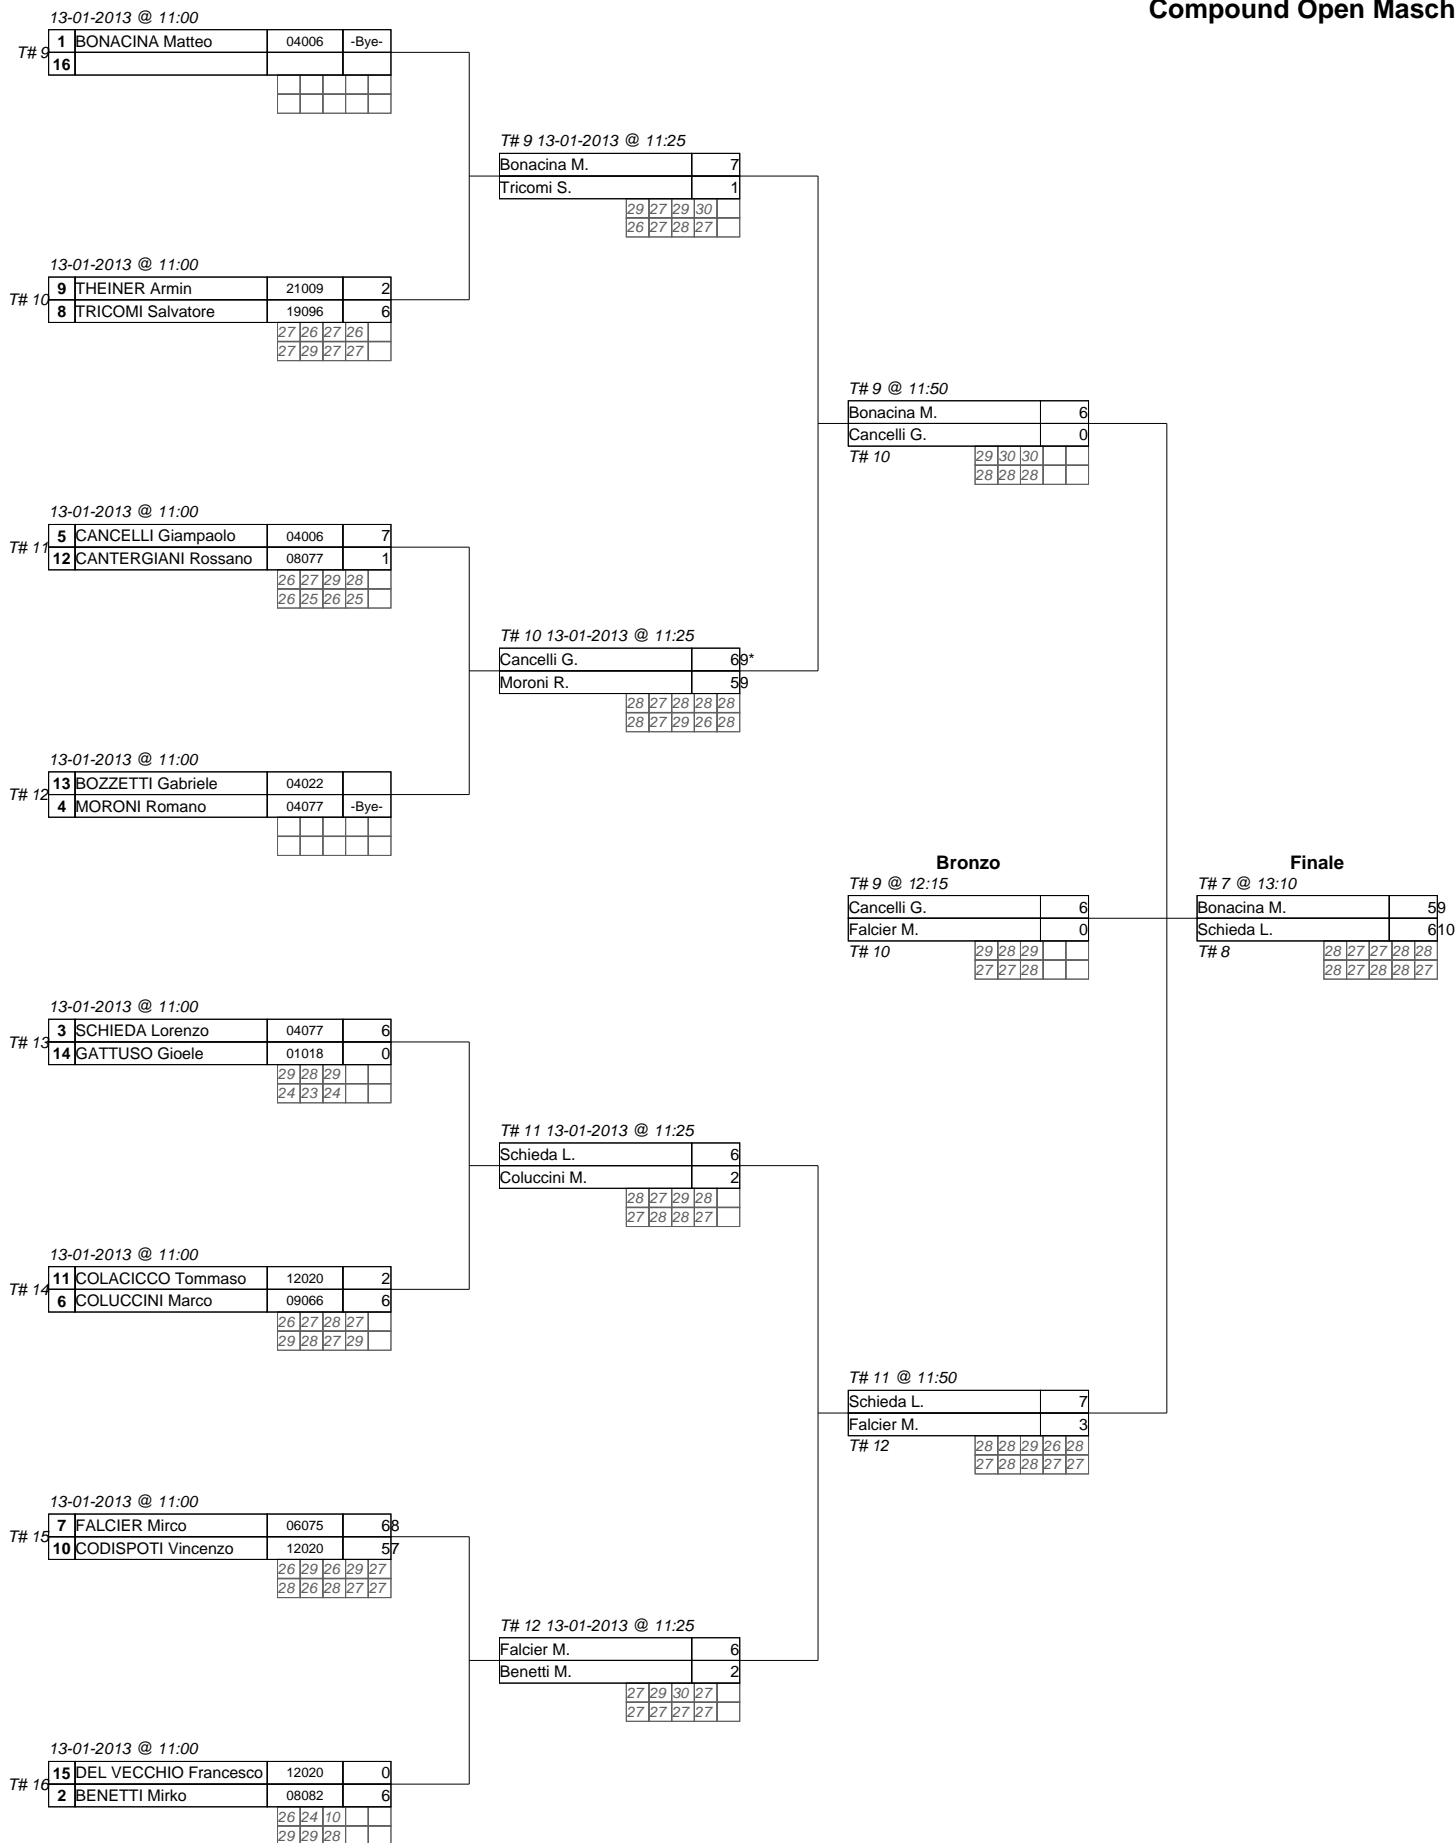 Compound Open Masch
13-01-2013 @ 11:00
T# 9
1 BONACINA Matteo 04006 -Bye-
16
T# 9 13-01-2013 @ 11:25
Bonacina M. 7
Tricomi S. 1
29 27 29 30
26 27 28 27
13-01-2013 @ 11:00
T# 10
9 THEINER Armin 21009 2
8 TRICOMI Salvatore 19096 6
27 26 27 26
27 29 27 27
T# 9 @ 11:50
Bonacina M. 6
Cancelli G. 0
T# 10 29 30 30
28 28 28
13-01-2013 @ 11:00
T# 11
5 CANCELLI Giampaolo 04006 7
12 CANTERGIANI Rossano 08077 1
26 27 29 28
26 25 26 25
T# 10 13-01-2013 @ 11:25
Cancelli G. 69*
Moroni R. 59
28 27 28 28 28
28 27 29 26 28
13-01-2013 @ 11:00
T# 12
13 BOZZETTI Gabriele 04022
4 MORONI Romano 04077 -Bye-
Bronzo
T# 9 @ 12:15
Cancelli G. 6
Falcier M. 0
T# 10 29 28 29
27 27 28
Finale
T# 7 @ 13:10
Bonacina M. 59
Schieda L. 610
T# 8 28 27 27 28 28
28 27 28 28 27
13-01-2013 @ 11:00
T# 13
3 SCHIEDA Lorenzo 04077 6
14 GATTUSO Gioele 01018 0
29 28 29
24 23 24
T# 11 13-01-2013 @ 11:25
Schieda L. 6
Coluccini M. 2
28 27 29 28
27 28 28 27
13-01-2013 @ 11:00
T# 14
11 COLACICCO Tommaso 12020 2
6 COLUCCINI Marco 09066 6
26 27 28 27
29 28 27 29
T# 11 @ 11:50
Schieda L. 7
Falcier M. 3
T# 12 28 28 29 26 28
27 28 28 27 27
13-01-2013 @ 11:00
T# 15
7 FALCIER Mirco 06075 68
10 CODISPOTI Vincenzo 12020 57
26 29 26 29 27
28 26 28 27 27
T# 12 13-01-2013 @ 11:25
Falcier M. 6
Benetti M. 2
27 29 30 27
27 27 27 27
13-01-2013 @ 11:00
T# 16
15 DEL VECCHIO Francesco 12020 0
2 BENETTI Mirko 08082 6
26 24 10
29 29 28